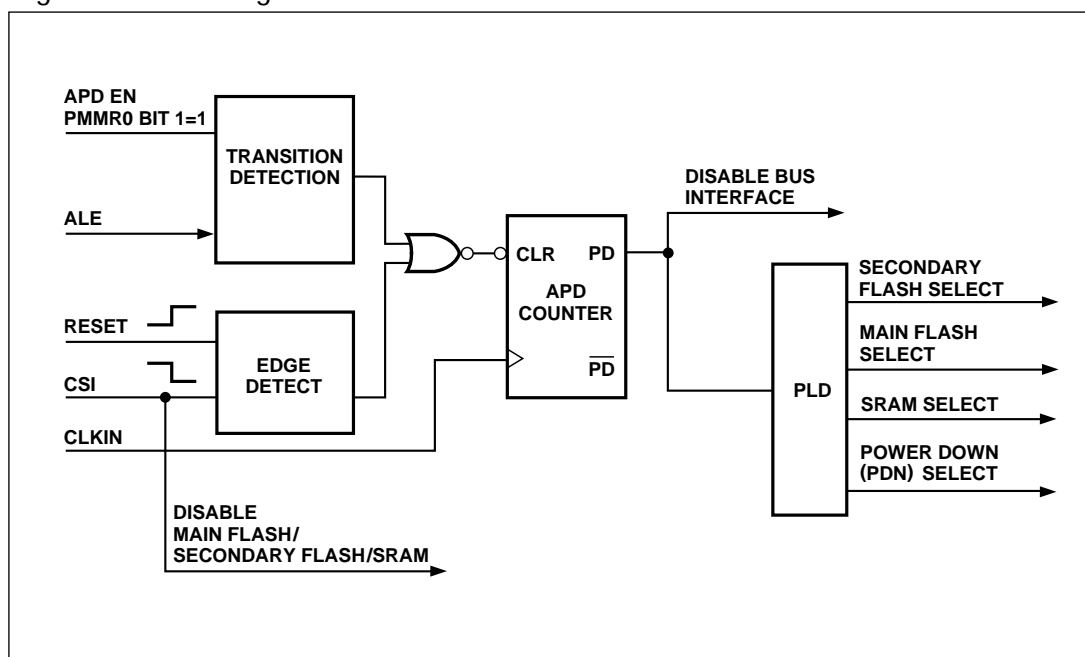 APD EN
PMMR0 BIT 1=1
TRANSITION
DETECTION
ALE
RESET
EDGE
DETECT
CSI
CLKIN
DISABLE
MAIN FLASH/
SECONDARY FLASH/SRAM
CLR
PD
APD
COUNTER
PD
DISABLE BUS
INTERFACE
PLD
SECONDARY
FLASH SELECT
MAIN FLASH
SELECT
SRAM SELECT
POWER DOWN
(PDN) SELECT